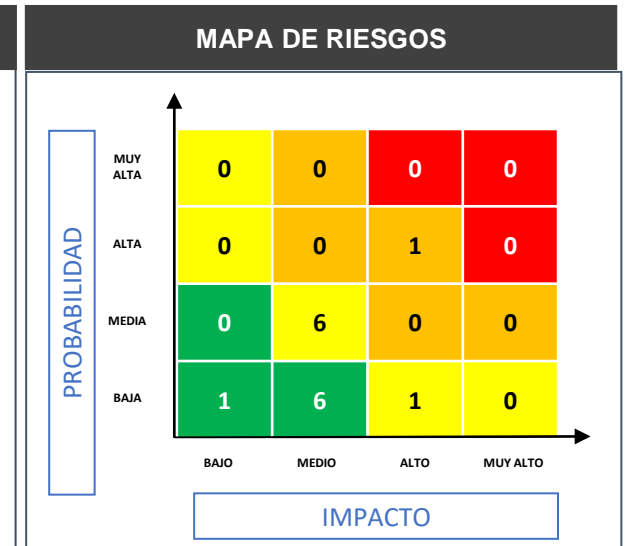 MAPA DE RIESGOS
PROBABILIDAD
MUY
ALTA
0 0 0 0
ALTA
0 0 1 0
MEDIA
0 6 0 0
BAJA
1 6 1 0
BAJO MEDIO ALTO MUY ALTO
IMPACTO